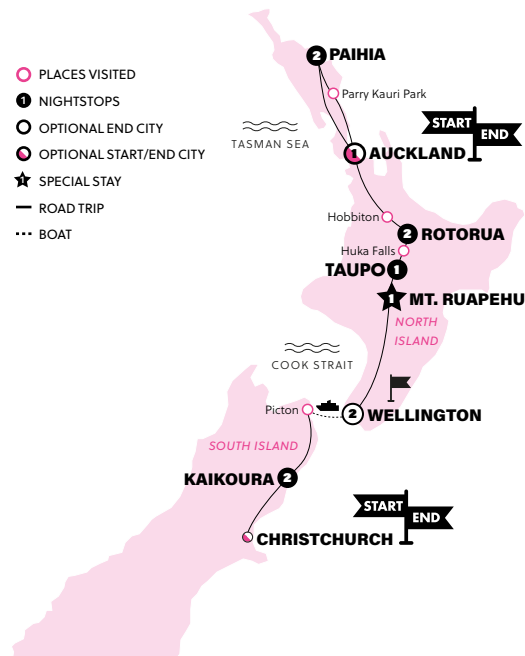 PLACES VISITED
1 NIGHTSTOPS
OPTIONAL END CITY
OPTIONAL START/END CITY
1 SPECIAL STAY
ROAD TRIP
BOAT
2 PAIHIA
Parry Kauri Park
TASMAN SEA
START
END
1 AUCKLAND
Hobbiton
2 ROTORUA
Huka Falls
TAUPO 1
1 MT. RUAPEHU
NORTH
ISLAND
COOK STRAIT
Picton
2 WELLINGTON
SOUTH ISLAND
KAIKOURA 2
START
END
CHRISTCHURCH